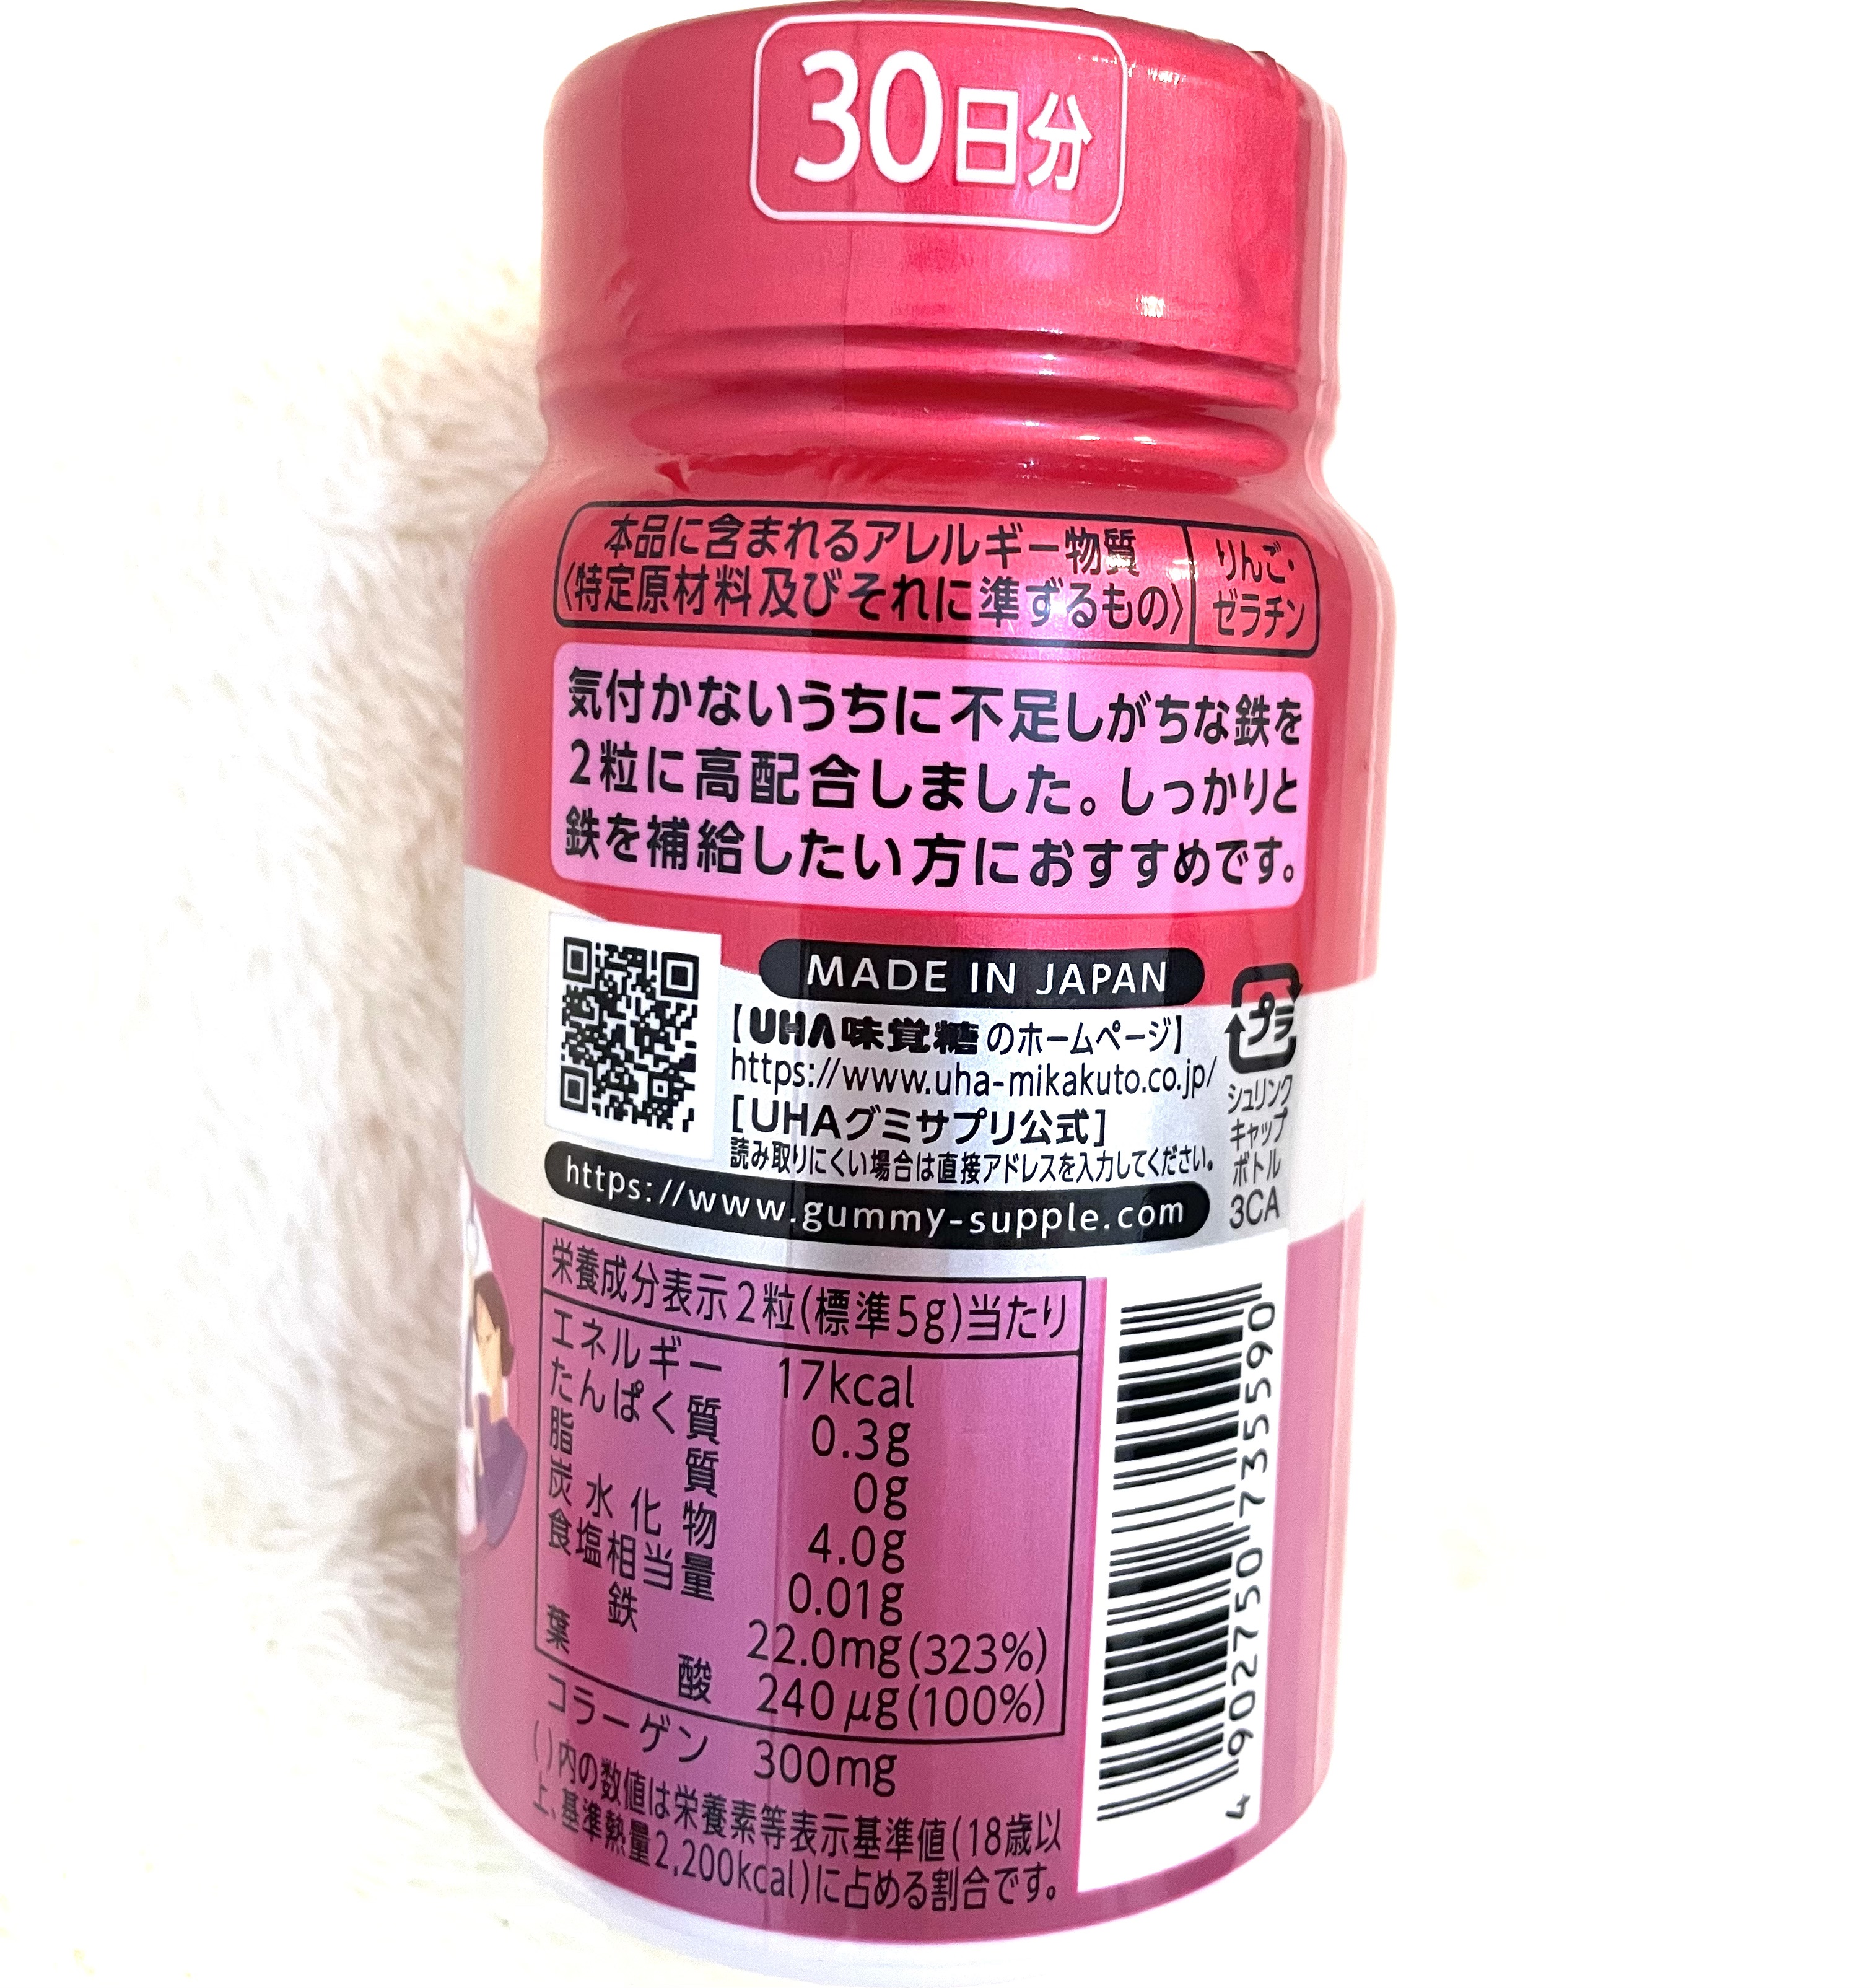 30日分
本品に含まれるアレルギー物質
〈特定原材料及びそれに準ずるもの〉
りんご・
ゼラチン
気付かないうちに不足しがちな鉄を
2粒に高配合しました。しっかりと
鉄を補給したい方におすすめです。
MADE IN JAPAN
【UHA味覚糖のホームページ】
https://www.uha-mikakuto.co.jp/
[UHAグミサプリ公式]
読み取りにくい場合は直接アドレスを入力してください。
https://www.gummy-supple.com
プラ
シュリンク
キャップ
ボトル
3CA
栄養成分表示2粒(標準5g)当たり
エネルギー 17kcal
たんぱく質 0.3g
脂質 0g
炭水化物 4.0g
食塩相当量 0.01g
鉄 22.0mg(323%)
葉酸 240μg(100%)
コラーゲン 300mg
( )内の数値は栄養素等表示基準値(18歳以
上、基準熱量2,200kcal)に占める割合です。
4 902750 735590